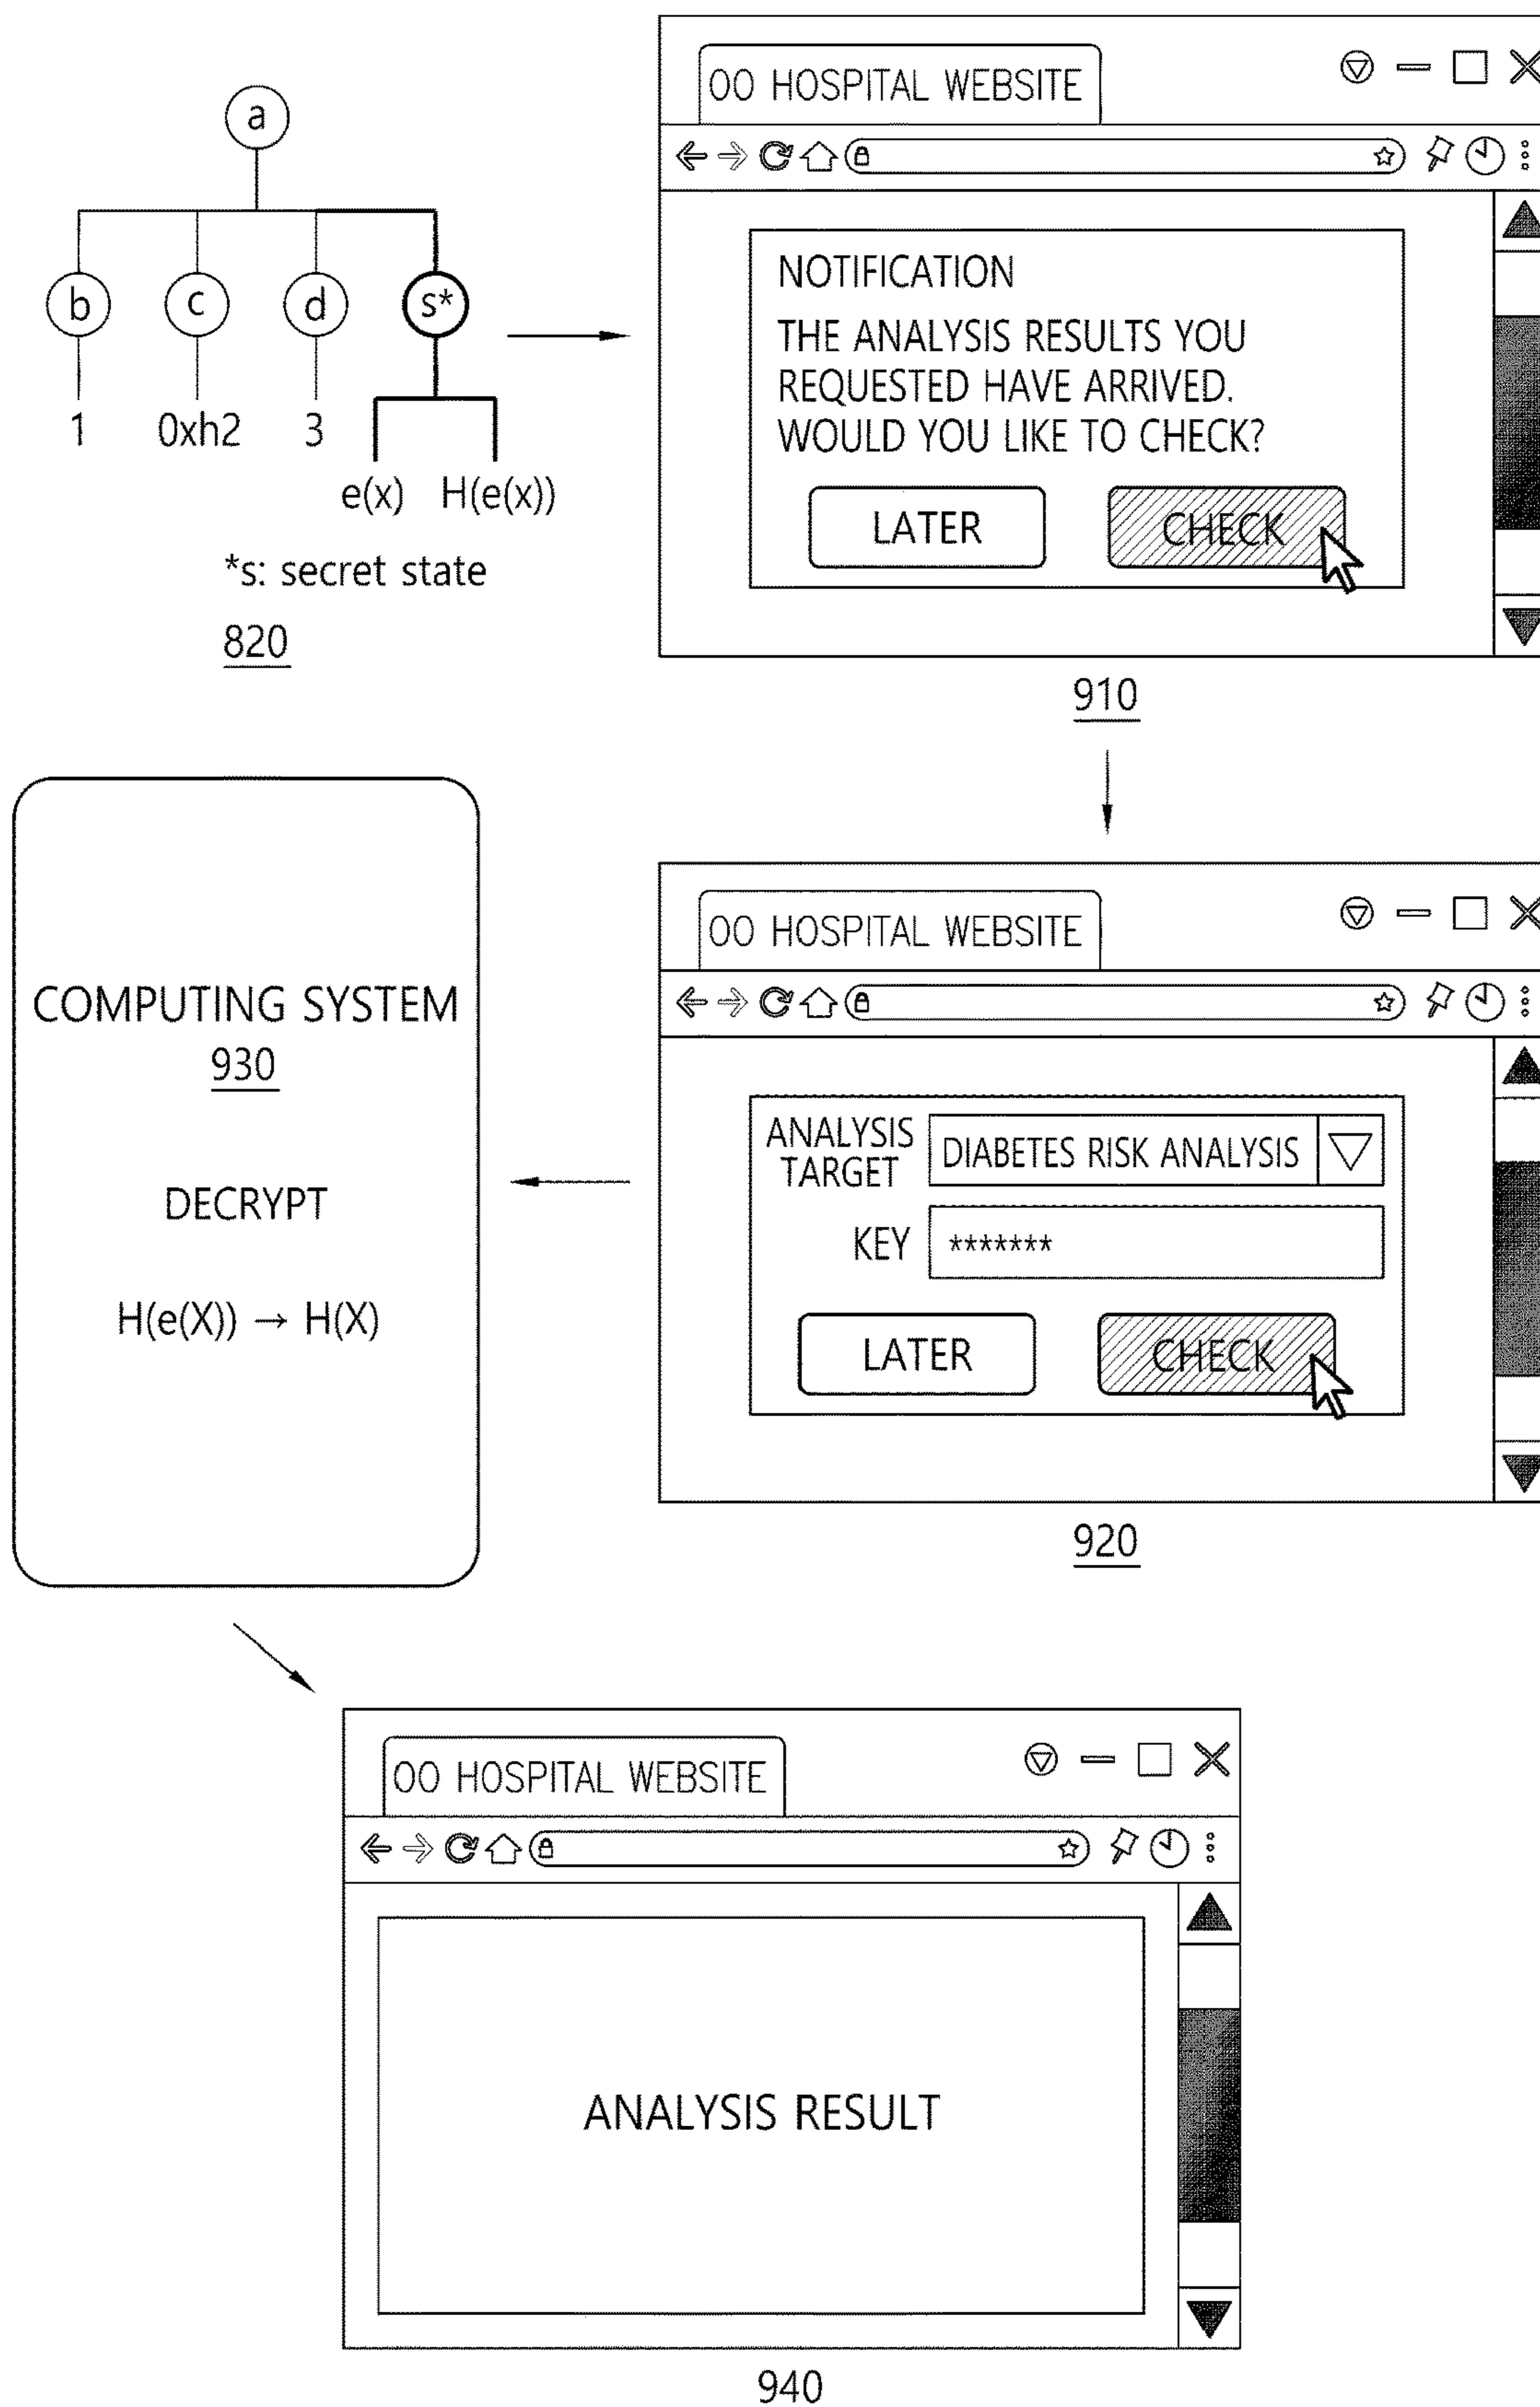 a
b c d s*
1 0xh2 3
e(x) H(e(x))
*s: secret state
820
OO HOSPITAL WEBSITE
NOTIFICATION
THE ANALYSIS RESULTS YOU
REQUESTED HAVE ARRIVED.
WOULD YOU LIKE TO CHECK?
LATER CHECK
910
OO HOSPITAL WEBSITE
ANALYSIS
TARGET
DIABETES RISK ANALYSIS
KEY *******
LATER CHECK
920
COMPUTING SYSTEM
930
DECRYPT
H(e(X)) → H(X)
OO HOSPITAL WEBSITE
ANALYSIS RESULT
940